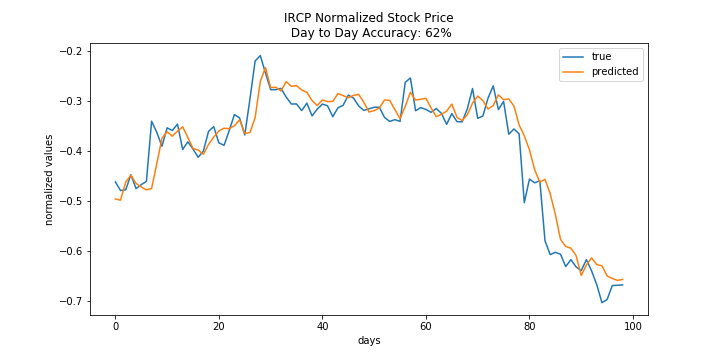 IRCP Normalized Stock Price
Day to Day Accuracy: 62%
true
predicted
normalized values
−0.2
−0.3
−0.4
−0.5
−0.6
−0.7
0
20
40
60
80
100
days